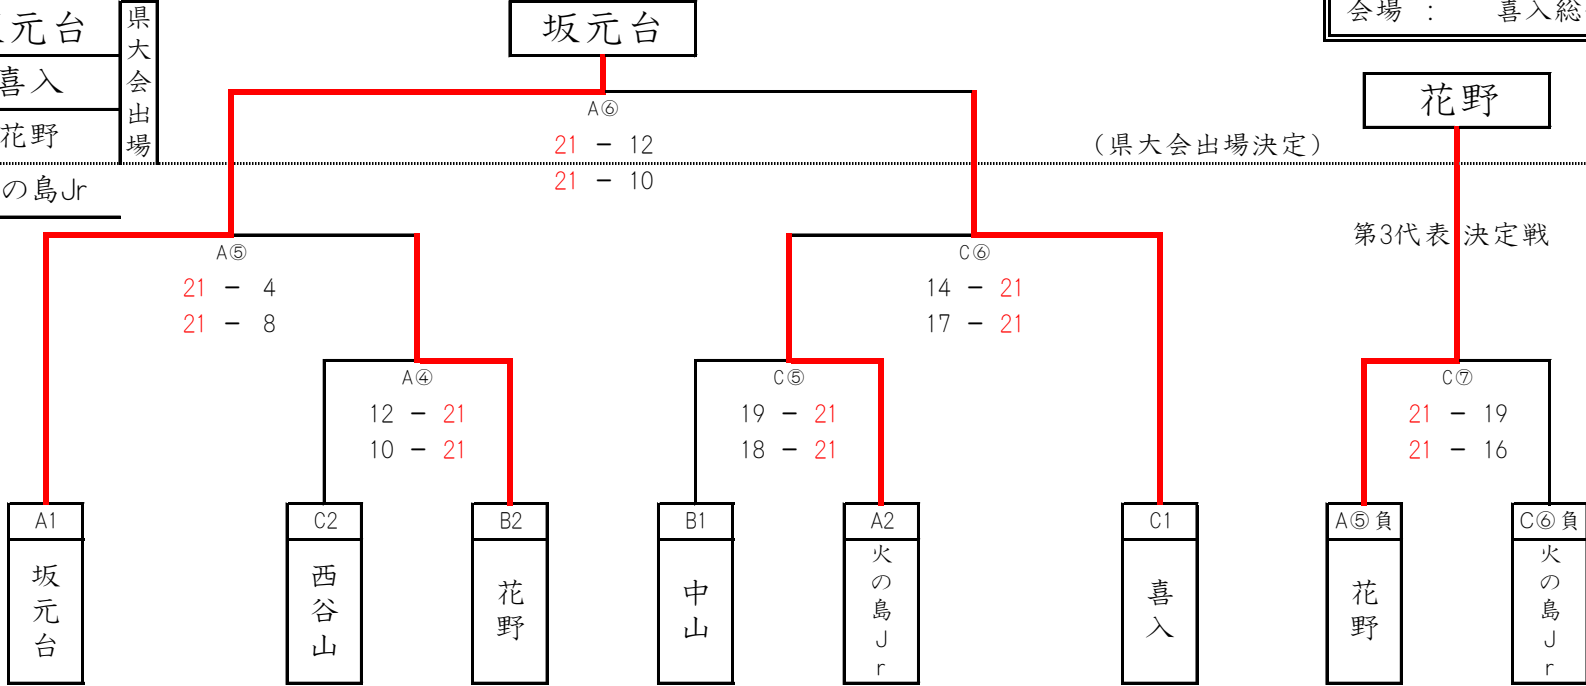 元台
喜入
花野
の島Jr
県大会出場
坂元台
会場 : 喜入総
花野
A⑥
21 - 12
21 - 10
(県大会出場決定)
第3代表 決定戦
A⑤
21 - 4
21 - 8
C⑥
14 - 21
17 - 21
A④
12 - 21
10 - 21
C⑤
19 - 21
18 - 21
C⑦
21 - 19
21 - 16
A1
C2
B2
B1
A2
C1
A⑤負
C⑥負
坂元台
西谷山
花野
中山
火の島Jr
喜入
花野
火の島Jr